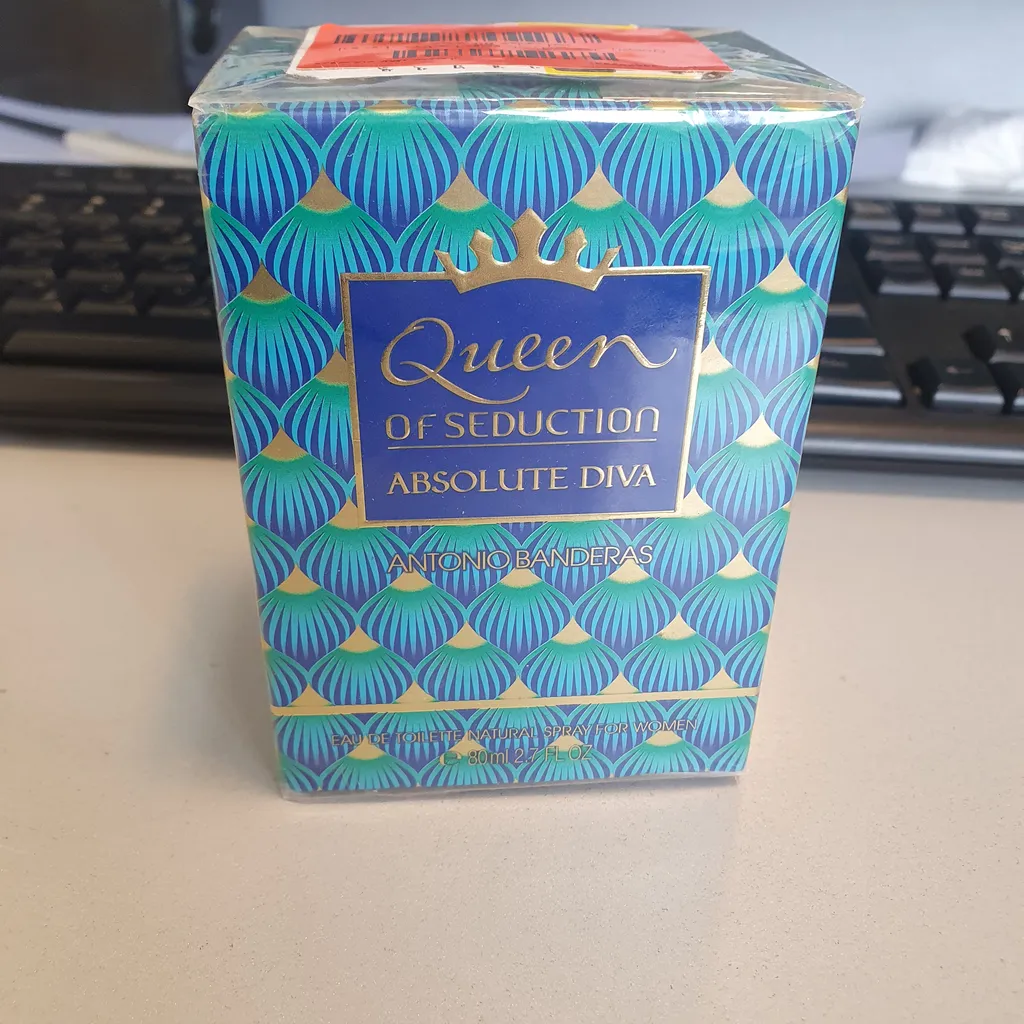 Queen
OF SEDUCTION
ABSOLUTE DIVA
ANTONIO BANDERAS
EAU DE TOILETTE NATURAL SPRAY FOR WOMEN
℮ 80ml 2.7 FL OZ